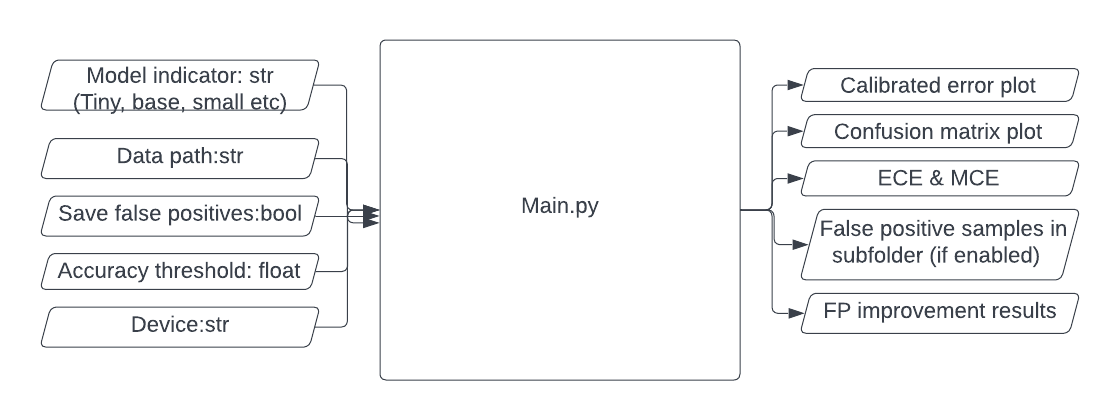 Model indicator: str
(Tiny, base, small etc)
Data path:str
Save false positives:bool
Accuracy threshold: float
Device:str
Main.py
Calibrated error plot
Confusion matrix plot
ECE & MCE
False positive samples in
subfolder (if enabled)
FP improvement results